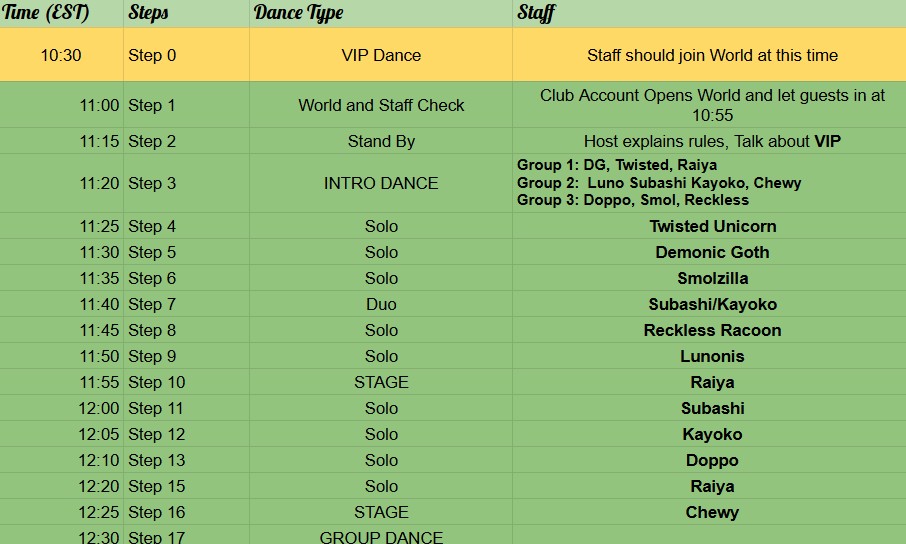 Time (EST) Steps Dance Type Staff
10:30 Step 0 VIP Dance Staff should join World at this time
11:00 Step 1 World and Staff Check Club Account Opens World and let guests in at
10:55
11:15 Step 2 Stand By Host explains rules, Talk about VIP
11:20 Step 3 INTRO DANCE Group 1: DG, Twisted, Raiya
Group 2: Luno Subashi Kayoko, Chewy
Group 3: Doppo, Smol, Reckless
11:25 Step 4 Solo Twisted Unicorn
11:30 Step 5 Solo Demonic Goth
11:35 Step 6 Solo Smolzilla
11:40 Step 7 Duo Subashi/Kayoko
11:45 Step 8 Solo Reckless Racoon
11:50 Step 9 Solo Lunonis
11:55 Step 10 STAGE Raiya
12:00 Step 11 Solo Subashi
12:05 Step 12 Solo Kayoko
12:10 Step 13 Solo Doppo
12:20 Step 15 Solo Raiya
12:25 Step 16 STAGE Chewy
12:30 Step 17 GROUP DANCE